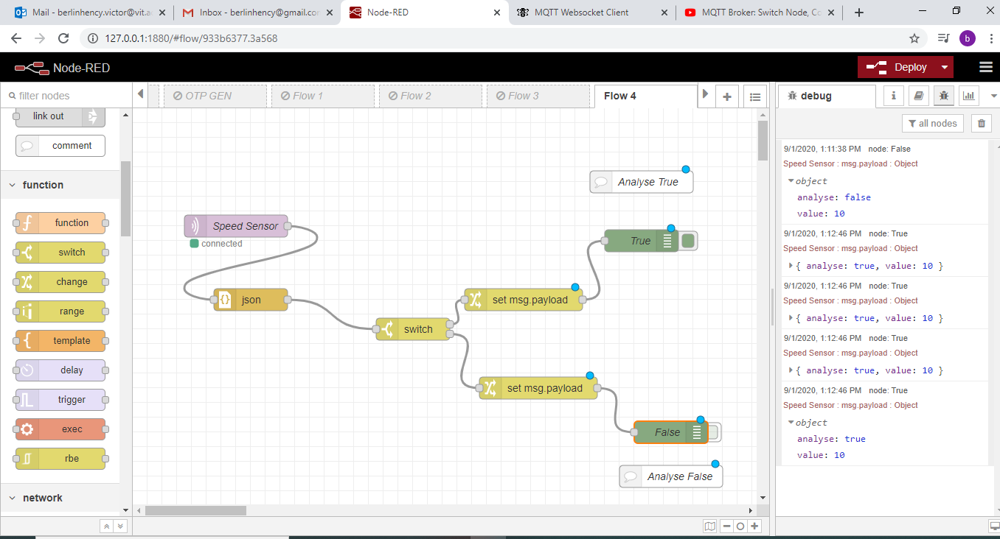 Mail - berlinhency.victor@vit.a
Inbox - berlinhency@gmail.co
Node-RED
MQTT Websocket Client
MQTT Broker: Switch Node, Co
127.0.0.1:1880/#flow/933b6377.3a568
b
Node-RED
Deploy
filter nodes
OTP GEN
Flow 1
Flow 2
Flow 3
Flow 4
debug
i
all nodes
link out
comment
function
function
switch
change
range
template
delay
trigger
exec
rbe
network
Analyse True
Speed Sensor
connected
True
json
set msg.payload
switch
set msg.payload
False
Analyse False
9/1/2020, 1:11:38 PM node: False
Speed Sensor : msg.payload : Object
object
analyse: false
value: 10
9/1/2020, 1:12:46 PM node: True
Speed Sensor : msg.payload : Object
{ analyse: true, value: 10 }
9/1/2020, 1:12:46 PM node: True
Speed Sensor : msg.payload : Object
{ analyse: true, value: 10 }
9/1/2020, 1:12:46 PM node: True
Speed Sensor : msg.payload : Object
{ analyse: true, value: 10 }
9/1/2020, 1:12:46 PM node: True
Speed Sensor : msg.payload : Object
object
analyse: true
value: 10